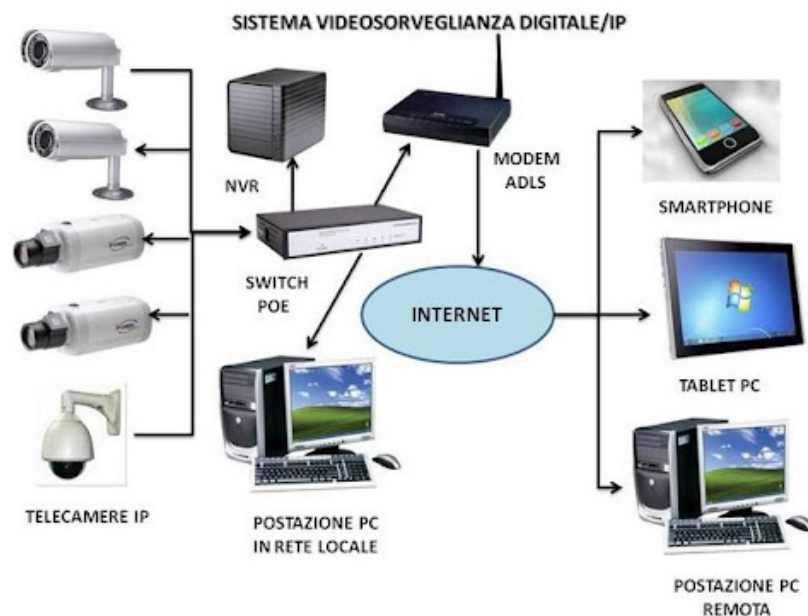 SISTEMA VIDEOSORVEGLIANZA DIGITALE/IP
NVR
MODEM
ADLS
SMARTPHONE
SWITCH
POE
INTERNET
TABLET PC
TELECAMERE IP
POSTAZIONE PC
IN RETE LOCALE
POSTAZIONE PC
REMOTA